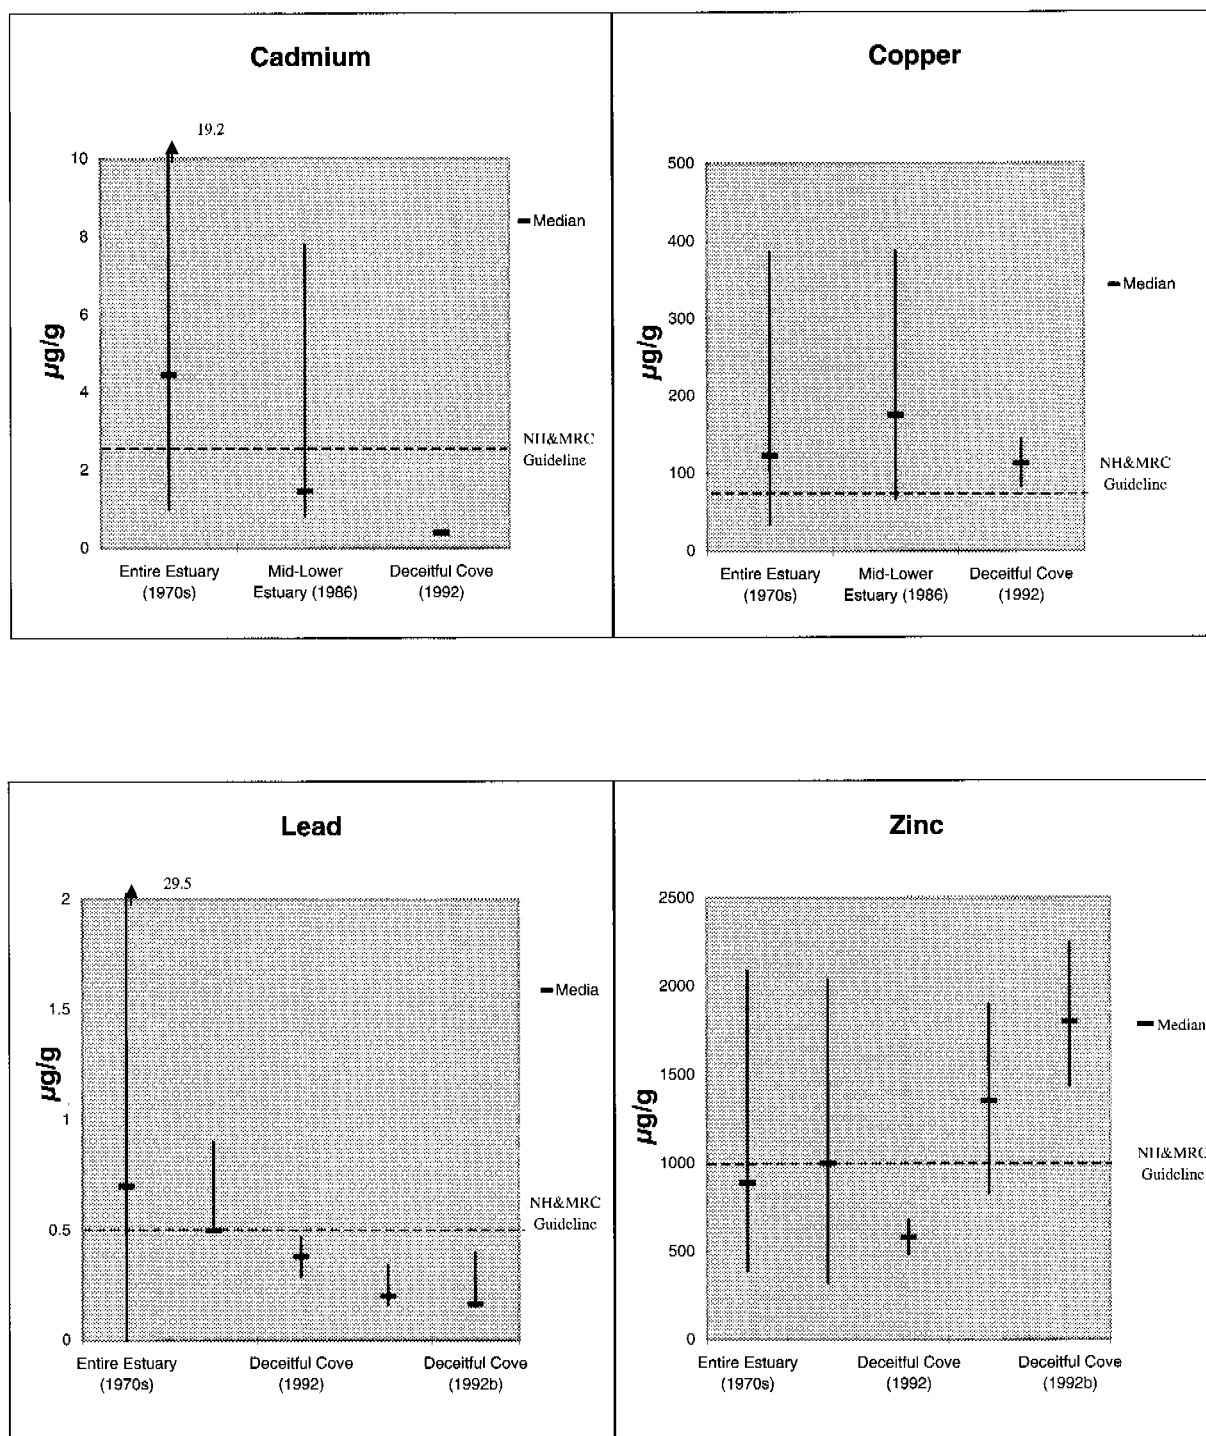 Cadmium
19.2
10
8
6
4
2
0
µg/g
Median
NH&MRC
Guideline
Entire Estuary
(1970s)
Mid-Lower
Estuary (1986)
Deceitful Cove
(1992)
Copper
500
400
300
200
100
0
µg/g
Median
NH&MRC
Guideline
Entire Estuary
(1970s)
Mid-Lower
Estuary (1986)
Deceitful Cove
(1992)
Lead
29.5
2
1.5
1
0.5
0
µg/g
Media
NH&MRC
Guideline
Entire Estuary
(1970s)
Deceitful Cove
(1992)
Deceitful Cove
(1992b)
Zinc
2500
2000
1500
1000
500
0
µg/g
Median
NH&MRC
Guideline
Entire Estuary
(1970s)
Deceitful Cove
(1992)
Deceitful Cove
(1992b)